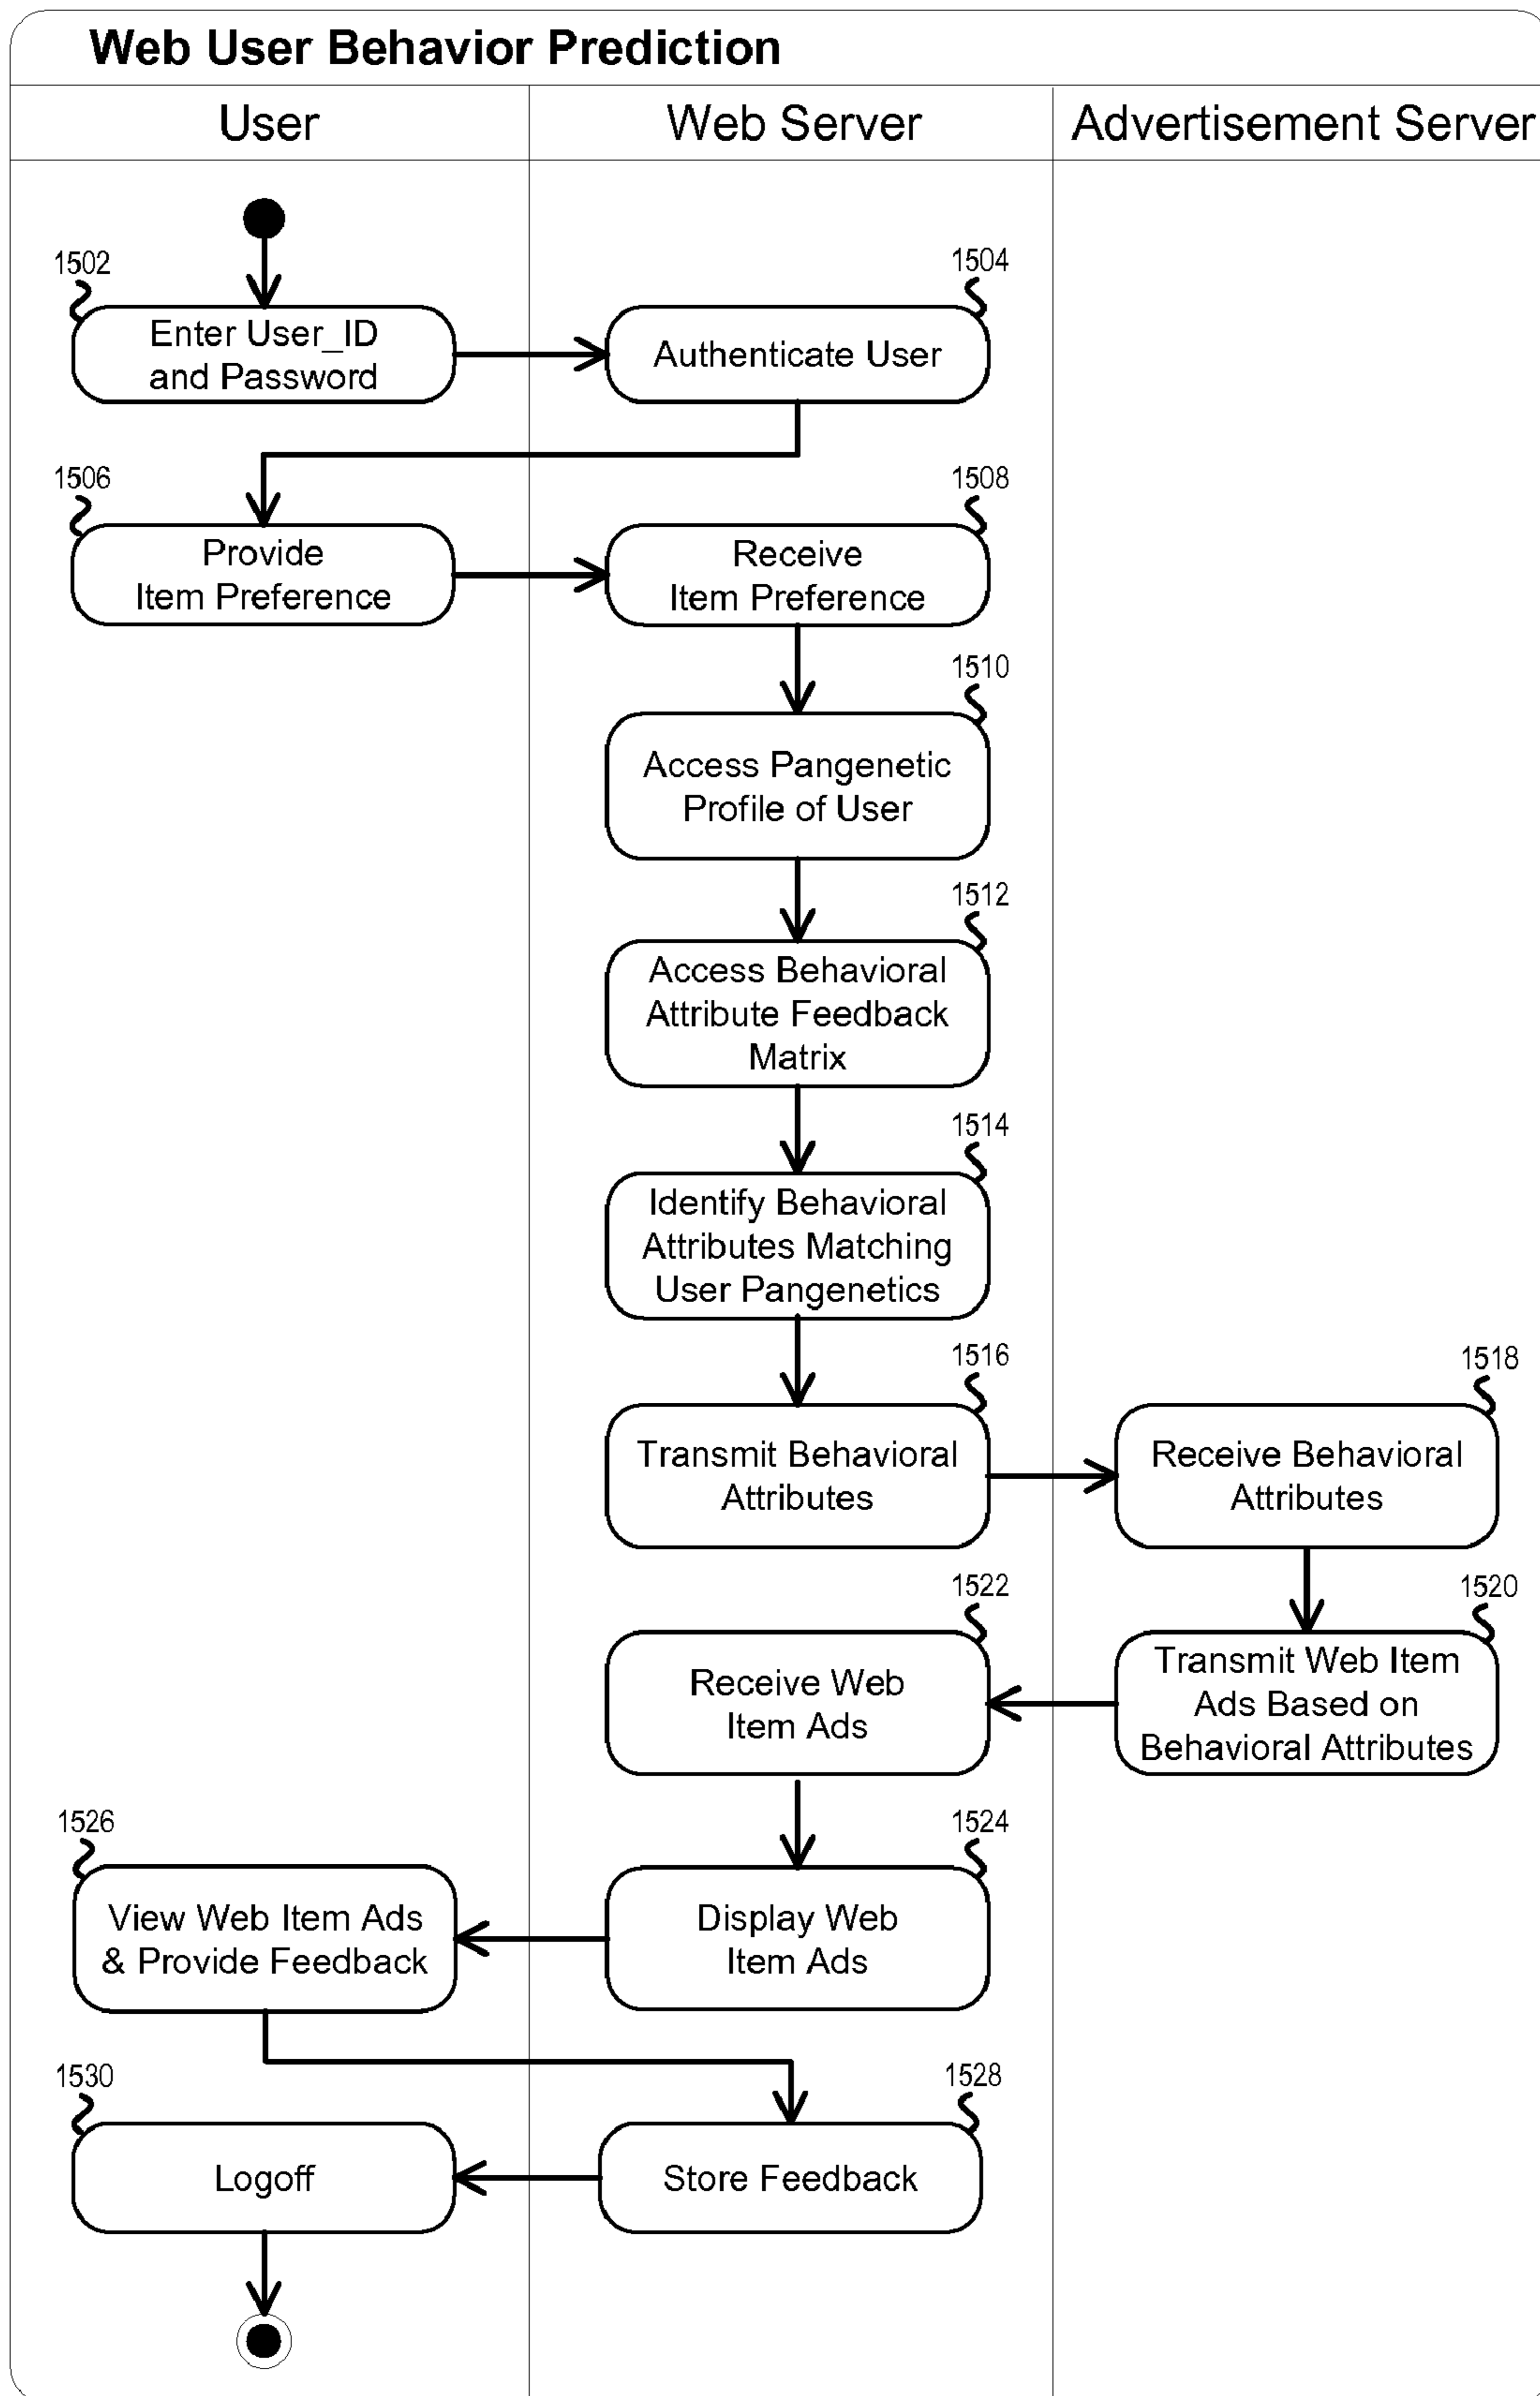 Web User Behavior Prediction
User
Web Server
Advertisement Server
1502
Enter User_ID
and Password
1504
Authenticate User
1506
Provide
Item Preference
1508
Receive
Item Preference
1510
Access Pangenetic
Profile of User
1512
Access Behavioral
Attribute Feedback
Matrix
1514
Identify Behavioral
Attributes Matching
User Pangenetics
1516
Transmit Behavioral
Attributes
1518
Receive Behavioral
Attributes
1520
Transmit Web Item
Ads Based on
Behavioral Attributes
1522
Receive Web
Item Ads
1524
Display Web
Item Ads
1526
View Web Item Ads
& Provide Feedback
1528
Store Feedback
1530
Logoff